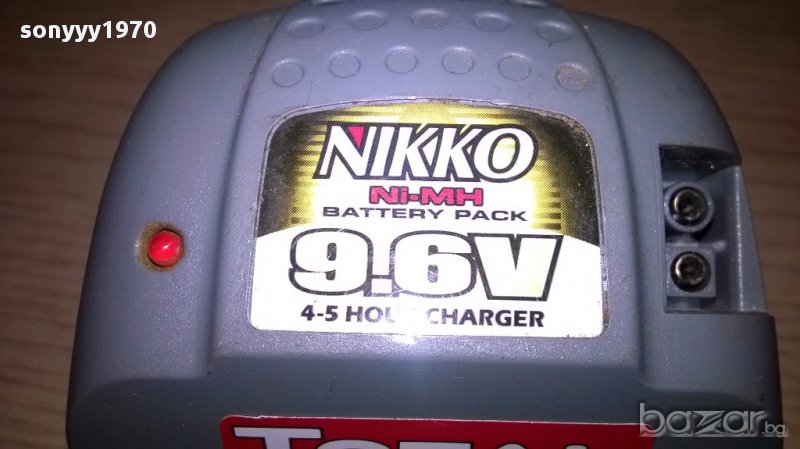 sonyyy1970
NIKKO
Ni-MH
BATTERY PACK
9.6V
4-5 HOUR CHARGER
bazar.bg